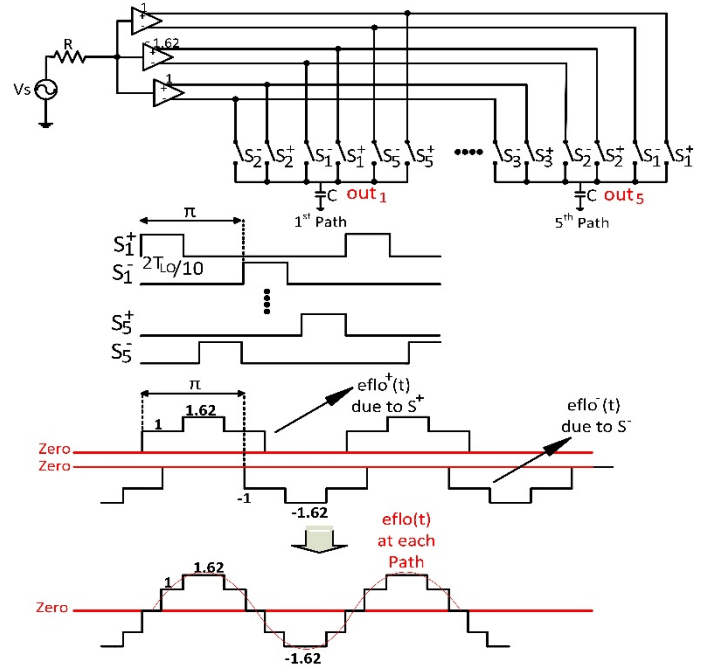 1
1.62
1
R
Vs
S₂⁻ S₂⁺ S₁⁻ S₁⁺ S₅⁻ S₅⁺ S₃⁻ S₃⁺ S₂⁻ S₂⁺ S₁⁻ S₁⁺
C out₁ C out₅
1ˢᵗ Path 5ᵗʰ Path
π
S₁⁺
2T_LO/10
S₁⁻
S₅⁺
S₅⁻
π
1.62
1
eflo⁺(t)
due to S⁺
eflo⁻(t)
due to S⁻
Zero
Zero
-1
-1.62
eflo(t)
at each
Path
1.62
1
Zero
-1.62